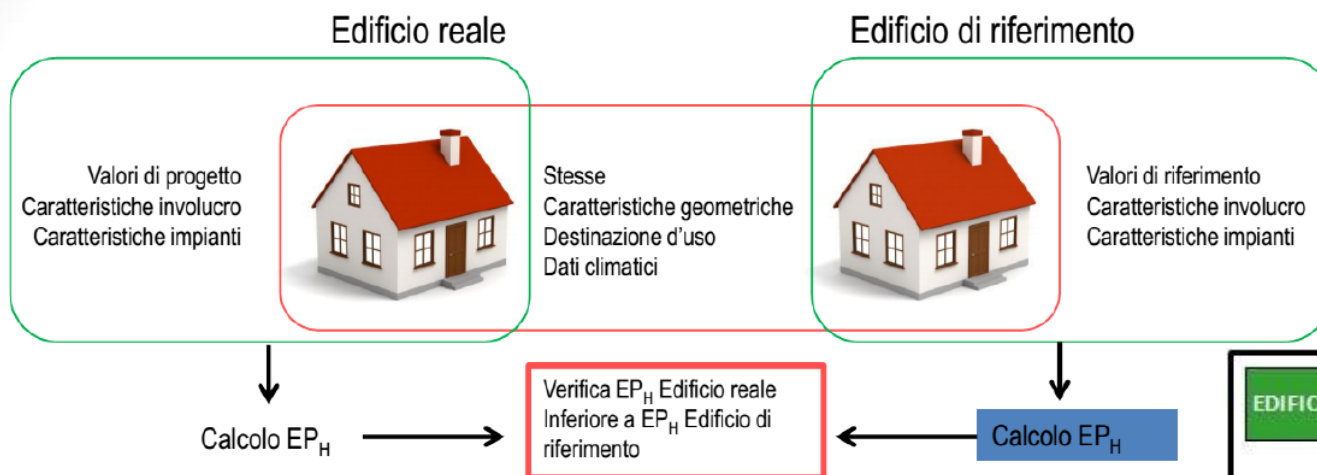 Edificio reale
Edificio di riferimento
Valori di progetto
Caratteristiche involucro
Caratteristiche impianti
Stesse
Caratteristiche geometriche
Destinazione d'uso
Dati climatici
Valori di riferimento
Caratteristiche involucro
Caratteristiche impianti
Calcolo EPH
Verifica EPH Edificio reale
Inferiore a EPH Edificio di
riferimento
Calcolo EPH